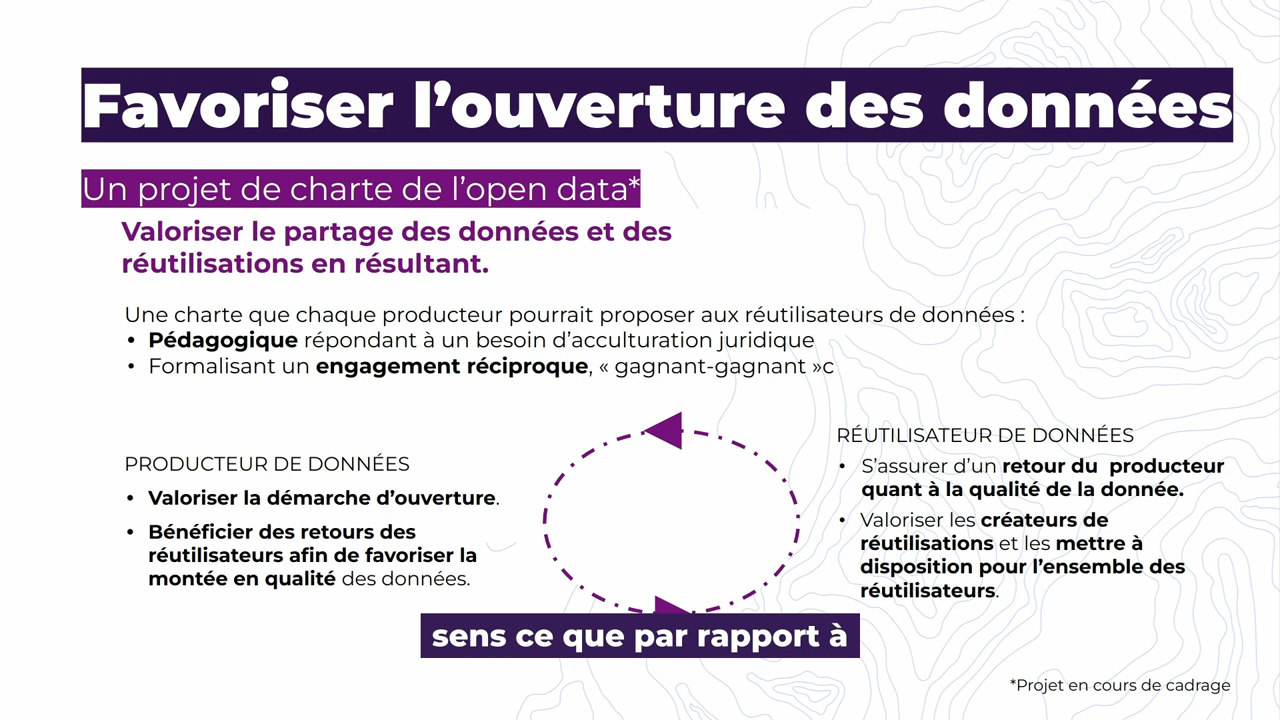 Favoriser l’ouverture des données
Un projet de charte de l’open data*
Valoriser le partage des données et des
réutilisations en résultant.
Une charte que chaque producteur pourrait proposer aux réutilisateurs de données :
• Pédagogique répondant à un besoin d’acculturation juridique
• Formalisant un engagement réciproque, « gagnant-gagnant »c
PRODUCTEUR DE DONNÉES
• Valoriser la démarche d’ouverture.
• Bénéficier des retours des
réutilisateurs afin de favoriser la
montée en qualité des données.
RÉUTILISATEUR DE DONNÉES
• S’assurer d’un retour du  producteur
quant à la qualité de la donnée.
• Valoriser les créateurs de
réutilisations et les mettre à
disposition pour l’ensemble des
réutilisateurs.
sens ce que par rapport à
*Projet en cours de cadrage